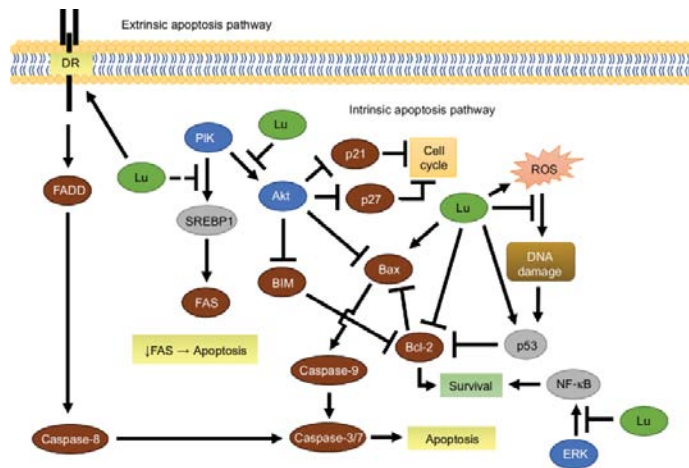 Extrinsic apoptosis pathway
DR
Intrinsic apoptosis pathway
Lu
PIK
p21
Cell
cycle
ROS
FADD
Lu
Akt
p27
Lu
SREBP1
DNA
damage
BIM
Bax
FAS
↓FAS → Apoptosis
Bcl-2
p53
Caspase-9
Survival
NF-κB
Lu
Caspase-8
Caspase-3/7
Apoptosis
ERK